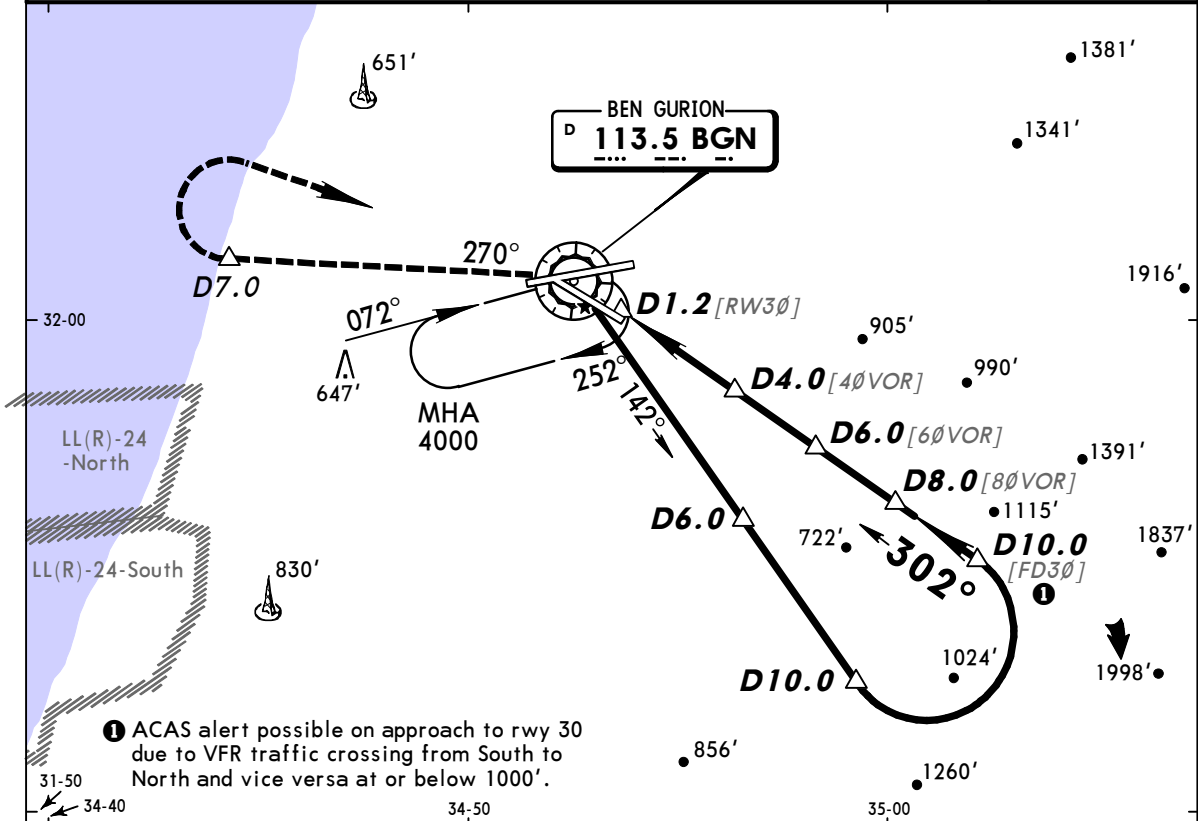 651'
1381'
BEN GURION
D 113.5 BGN
1341'
270°
D7.0
1916'
D1.2 [RW3Ø]
072°
32-00
905'
252°
990'
647'
142°
D4.0 [4ØVOR]
MHA
4000
D6.0 [6ØVOR]
LL(R)-24
-North
1391'
D8.0 [8ØVOR]
1115'
D6.0
722'
1837'
D10.0
[FD3Ø]
302°
1
LL(R)-24-South
830'
1024'
1998'
D10.0
1 ACAS alert possible on approach to rwy 30
due to VFR traffic crossing from South to
North and vice versa at or below 1000'.
856'
1260'
31-50
34-40
34-50
35-00